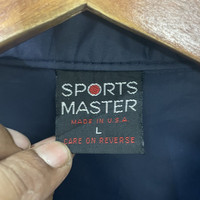 SPORTS
MASTER
MADE IN U.S.A.
L
CARE ON REVERSE